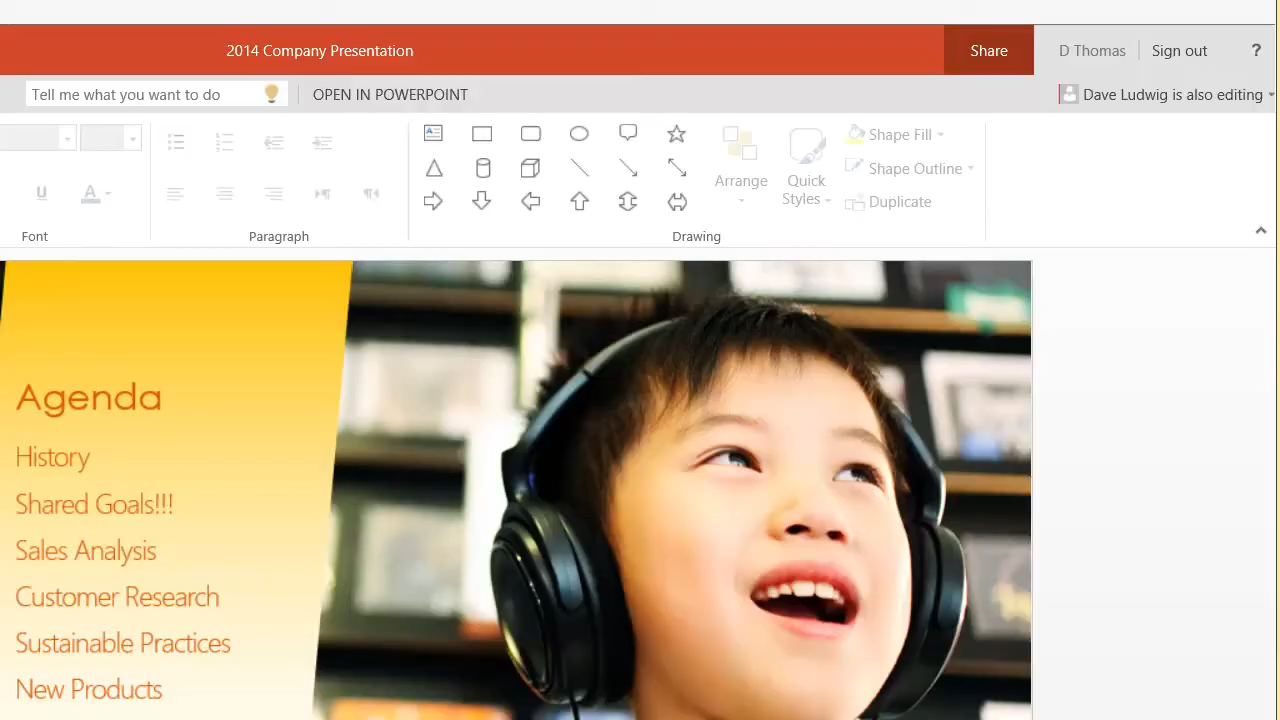 2014 Company Presentation
Share
D Thomas
Sign out
?
Tell me what you want to do
OPEN IN POWERPOINT
Dave Ludwig is also editing
U
A
A
Arrange
Quick
Styles
Shape Fill
Shape Outline
Duplicate
Font
Paragraph
Drawing
Agenda
History
Shared Goals!!!
Sales Analysis
Customer Research
Sustainable Practices
New Products